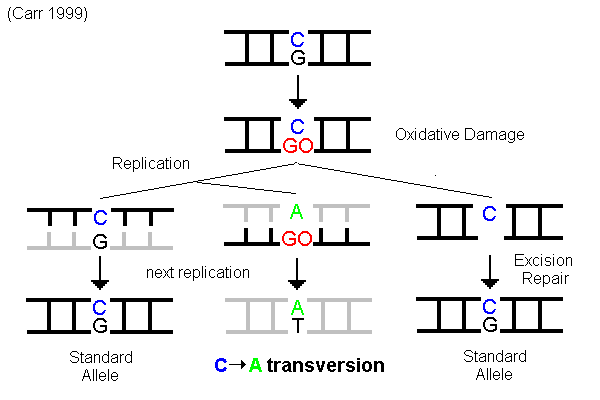 (Carr 1999)
C
G
C
GO
Oxidative Damage
Replication
C
G
A
GO
C
next replication
Excision
Repair
C
G
A
T
C
G
Standard
Allele
C→A transversion
Standard
Allele